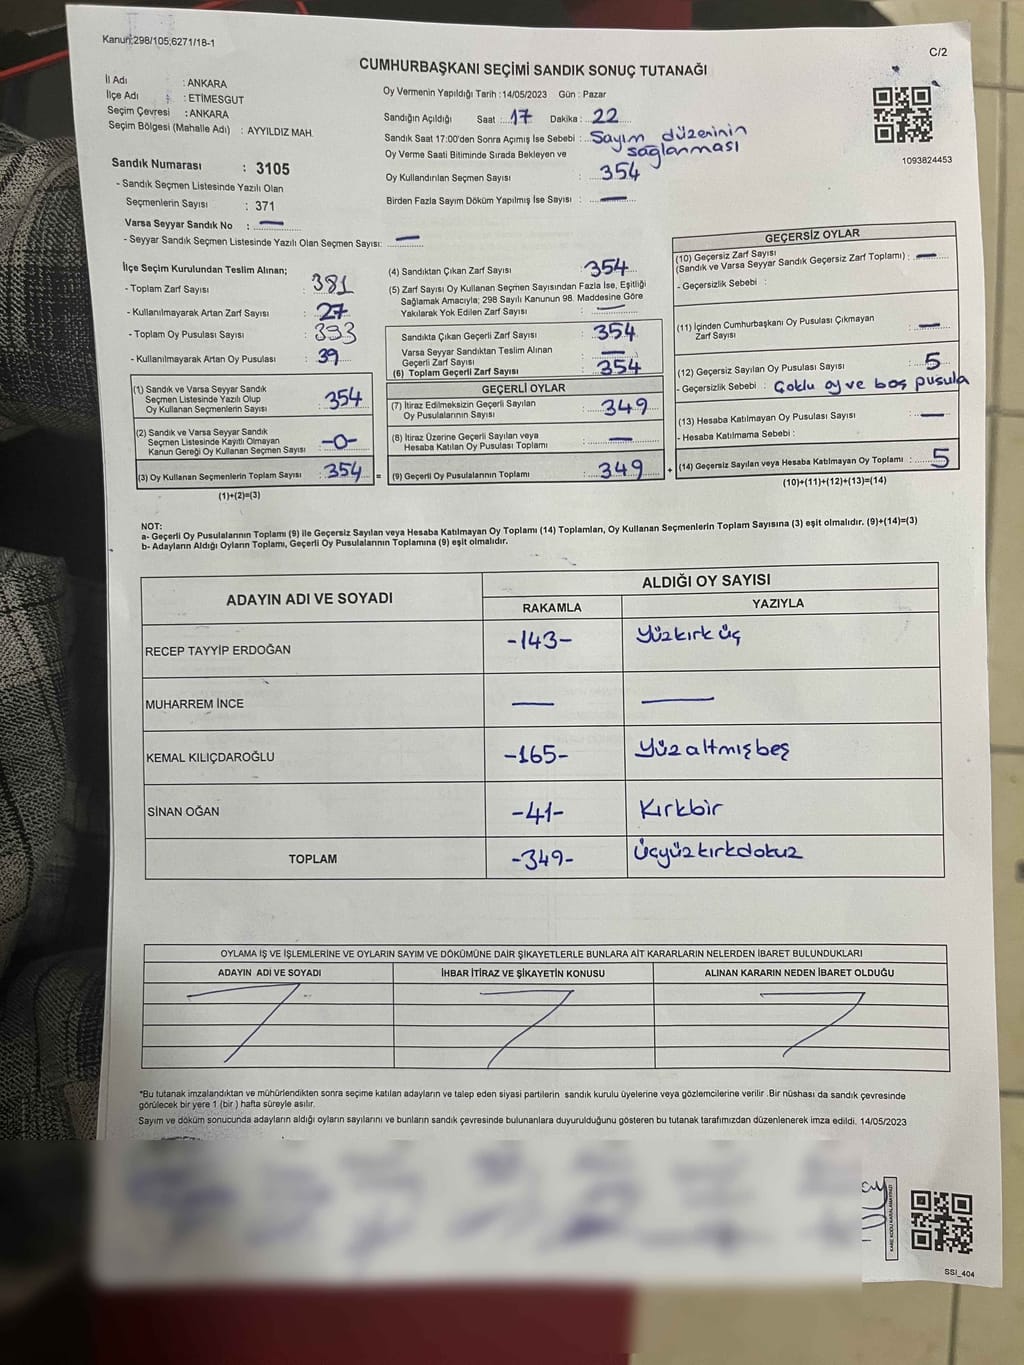 Kanun;298/105,6271/18-1
C/2
CUMHURBAŞKANI SEÇİMİ SANDIK SONUÇ TUTANAĞI
İl Adı : ANKARA
İlçe Adı : ETİMESGUT
Seçim Çevresi : ANKARA
Seçim Bölgesi (Mahalle Adı) : AYYILDIZ MAH.
Oy Vermenin Yapıldığı Tarih :14/05/2023 Gün : Pazar
Sandığın Açıldığı Saat : 17 Dakika : 22
Sandık Saat 17:00'den Sonra Açımış İse Sebebi : Sayım düzeninin sağlanması
Oy Verme Saati Bitiminde Sırada Bekleyen ve
Oy Kullandırılan Seçmen Sayısı : 354
Birden Fazla Sayım Döküm Yapılmış İse Sayısı : —
1093824453
Sandık Numarası : 3105
- Sandık Seçmen Listesinde Yazılı Olan
Seçmenlerin Sayısı : 371
Varsa Seyyar Sandık No : —
- Seyyar Sandık Seçmen Listesinde Yazılı Olan Seçmen Sayısı: —
İlçe Seçim Kurulundan Teslim Alınan;
- Toplam Zarf Sayısı : 381
- Kullanılmayarak Artan Zarf Sayısı : 27
- Toplam Oy Pusulası Sayısı : 393
- Kullanılmayarak Artan Oy Pusulası : 39
(1) Sandık ve Varsa Seyyar Sandık
Seçmen Listesinde Yazılı Olup
Oy Kullanan Seçmenlerin Sayısı : 354
(2) Sandık ve Varsa Seyyar Sandık
Seçmen Listesinde Kayıtlı Olmayan
Kanun Gereği Oy Kullanan Seçmen Sayısı : -0-
(3) Oy Kullanan Seçmenlerin Toplam Sayısı : 354 =
(1)+(2)=(3)
(4) Sandıktan Çıkan Zarf Sayısı : 354
(5) Zarf Sayısı Oy Kullanan Seçmen Sayısından Fazla İse, Eşitliği
Sağlamak Amacıyla; 298 Sayılı Kanunun 98. Maddesine Göre
Yakılarak Yok Edilen Zarf Sayısı : —
Sandıkta Çıkan Geçerli Zarf Sayısı : 354
Varsa Seyyar Sandıktan Teslim Alınan
Geçerli Zarf Sayısı : —
(6) Toplam Geçerli Zarf Sayısı : 354
GEÇERLİ OYLAR
(7) İtiraz Edilmeksizin Geçerli Sayılan
Oy Pusulalarının Sayısı : 349
(8) İtiraz Üzerine Geçerli Sayılan veya
Hesaba Katılan Oy Pusulası Toplamı : —
(9) Geçerli Oy Pusulalarının Toplamı : 349 +
GEÇERSİZ OYLAR
(10) Geçersiz Zarf Sayısı
(Sandık ve Varsa Seyyar Sandık Geçersiz Zarf Toplamı) : —
- Geçersizlik Sebebi :
(11) İçinden Cumhurbaşkanı Oy Pusulası Çıkmayan
Zarf Sayısı : —
(12) Geçersiz Sayılan Oy Pusulası Sayısı : 5
- Geçersizlik Sebebi : Çoklu oy ve boş pusula
(13) Hesaba Katılmayan Oy Pusulası Sayısı : —
- Hesaba Katılmama Sebebi :
(14) Geçersiz Sayılan veya Hesaba Katılmayan Oy Toplamı : 5
(10)+(11)+(12)+(13)=(14)
NOT:
a- Geçerli Oy Pusulalarının Toplamı (9) ile Geçersiz Sayılan veya Hesaba Katılmayan Oy Toplamı (14) Toplamları, Oy Kullanan Seçmenlerin Toplam Sayısına (3) eşit olmalıdır. (9)+(14)=(3)
b- Adayların Aldığı Oyların Toplamı, Geçerli Oy Pusulalarının Toplamına (9) eşit olmalıdır.
ADAYIN ADI VE SOYADI
ALDIĞI OY SAYISI
RAKAMLA YAZIYLA
RECEP TAYYİP ERDOĞAN -143- Yüzkırk üç
MUHARREM İNCE — —
KEMAL KILIÇDAROĞLU -165- Yüzaltmışbeş
SİNAN OĞAN -41- Kırkbir
TOPLAM -349- Üçyüzkırkdokuz
OYLAMA İŞ VE İŞLEMLERİNE VE OYLARIN SAYIM VE DÖKÜMÜNE DAİR ŞİKAYETLERLE BUNLARA AİT KARARLARIN NELERDEN İBARET BULUNDUKLARI
ADAYIN ADI VE SOYADI İHBAR İTİRAZ VE ŞİKAYETİN KONUSU ALINAN KARARIN NEDEN İBARET OLDUĞU
*Bu tutanak imzalandıktan ve mühürlendikten sonra seçime katılan adayların ve talep eden siyasi partilerin sandık kurulu üyelerine veya gözlemcilerine verilir .Bir nüshası da sandık çevresinde
görülecek bir yere 1 (bir ) hafta süreyle asılır.
Sayım ve döküm sonucunda adayların aldığı oyların sayılarını ve bunların sandık çevresinde bulunanlara duyurulduğunu gösteren bu tutanak tarafımızdan düzenlenerek imza edildi. 14/05/2023
KARE KODU KARALAMAYINIZ!
SSİ_404